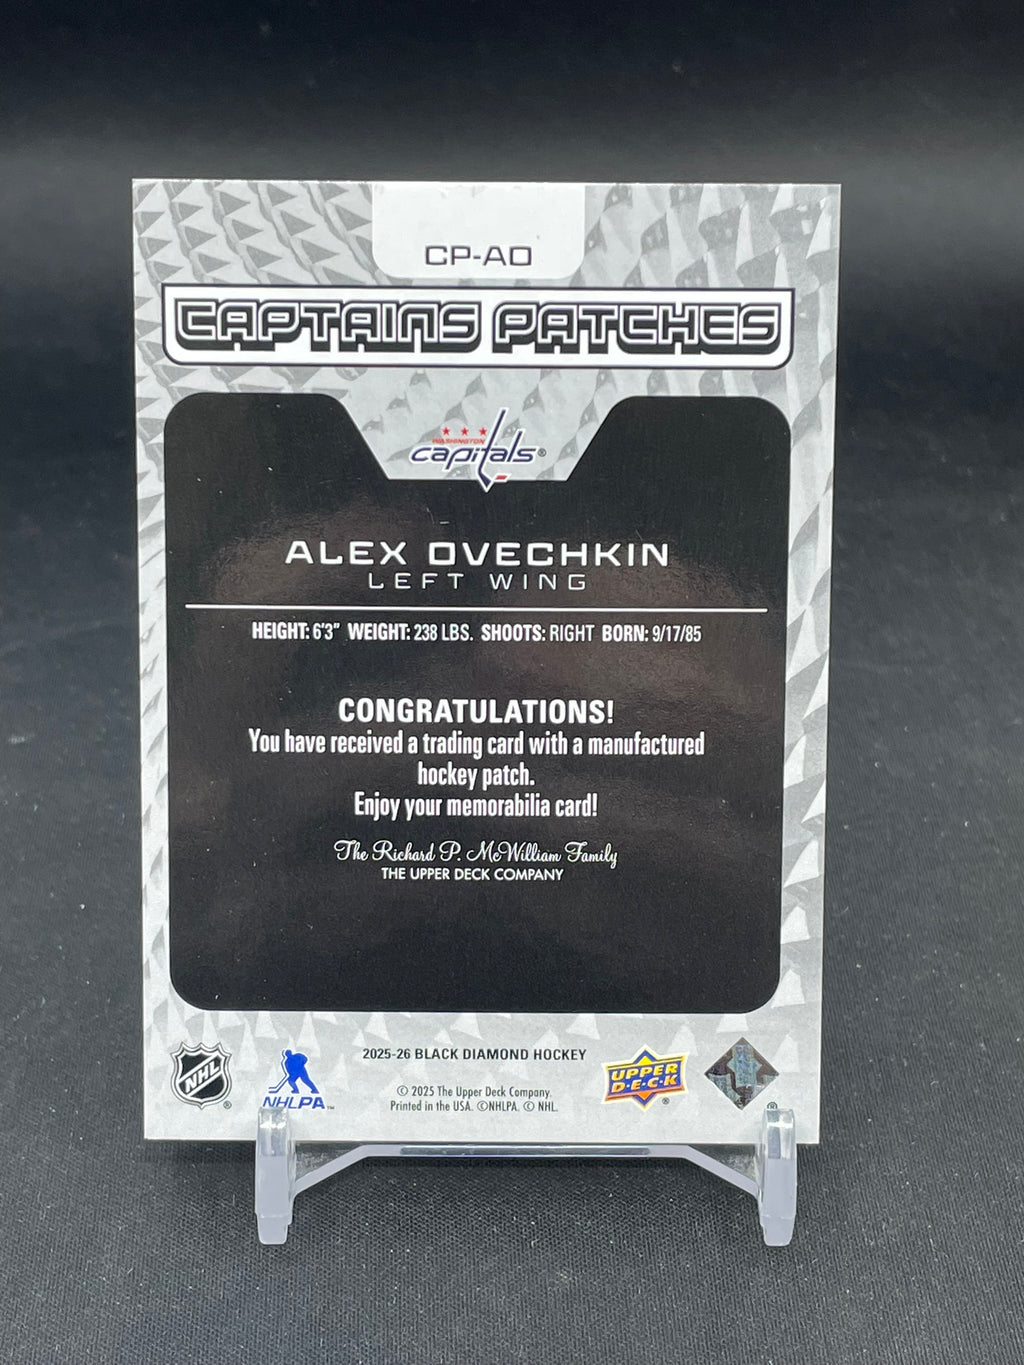 CP-AO
CAPTAINS PATCHES
WASHINGTON
capitals®
ALEX OVECHKIN
LEFT WING
HEIGHT: 6'3" WEIGHT: 238 LBS. SHOOTS: RIGHT BORN: 9/17/85
CONGRATULATIONS!
You have received a trading card with a manufactured
hockey patch.
Enjoy your memorabilia card!
The Richard P. McWilliam Family
THE UPPER DECK COMPANY
2025-26 BLACK DIAMOND HOCKEY
© 2025 The Upper Deck Company.
Printed in the USA. ©NHLPA. © NHL.
NHL®
NHLPA™
UPPER
D·E·C·K®
®